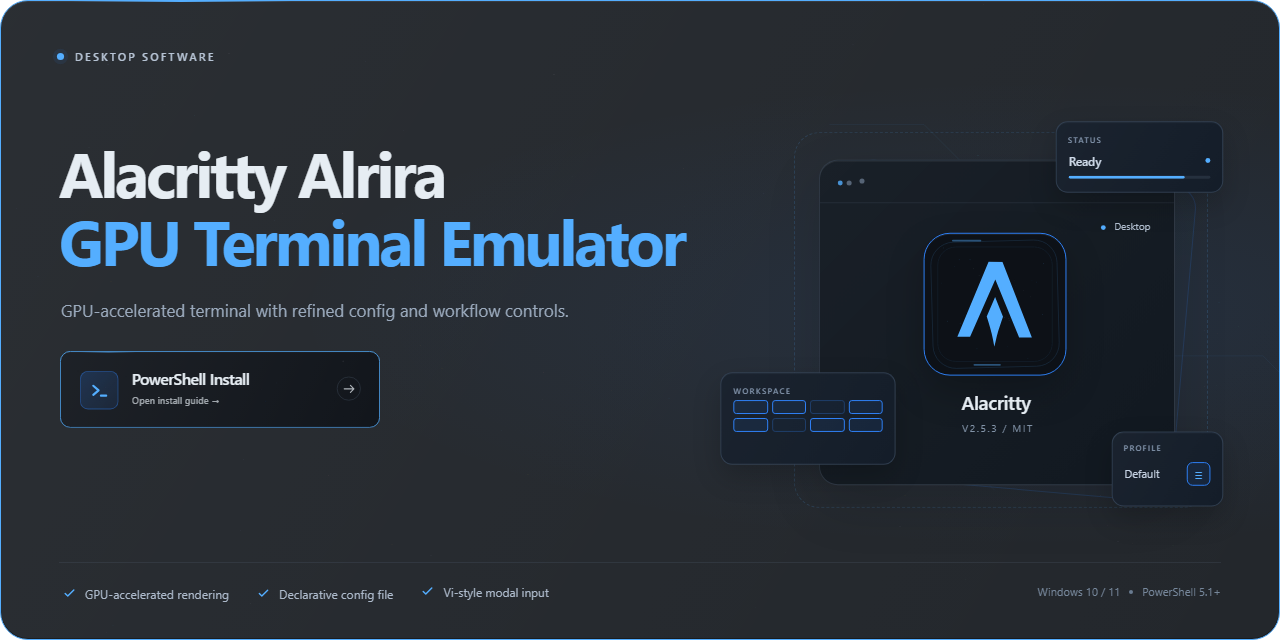 DESKTOP SOFTWARE
Alacritty Alrira
GPU Terminal Emulator
GPU-accelerated terminal with refined config and workflow controls.
PowerShell Install
Open install guide →
STATUS
Ready
Desktop
WORKSPACE
Alacritty
V2.5.3 / MIT
PROFILE
Default
GPU-accelerated rendering
Declarative config file
Vi-style modal input
Windows 10 / 11 • PowerShell 5.1+